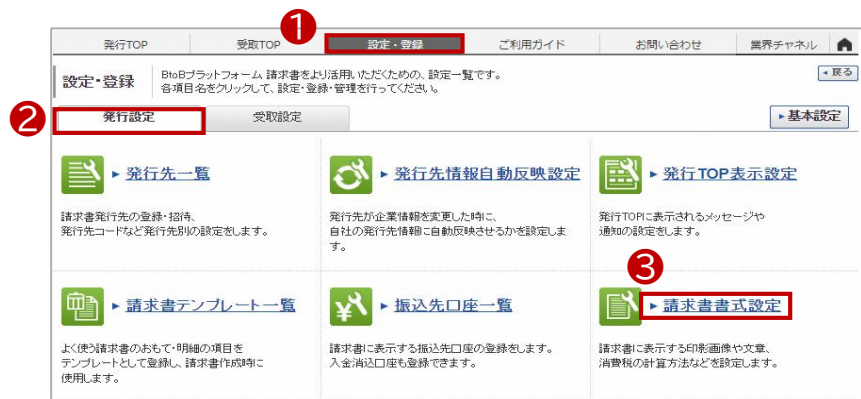 1
発行TOP 受取TOP 設定・登録 ご利用ガイド お問い合わせ 業界チャネル
設定・登録
BtoBプラットフォーム 請求書をより活用いただくための、設定一覧です。
各項目名をクリックして、設定・登録・管理を行ってください。
戻る
2
発行設定 受取設定 基本設定
発行先一覧
請求書発行先の登録・招待、
発行先コードなど発行先別の設定をします。
発行先情報自動反映設定
発行先が企業情報を変更した時に、
自社の発行先情報に自動反映させるかを設定しま
す。
発行TOP表示設定
発行TOPに表示されるメッセージや
通知の設定をします。
請求書テンプレート一覧
よく使う請求書のおもて・明細の項目を
テンプレートとして登録し、請求書作成時に
使用します。
振込先口座一覧
請求書に表示する振込先口座の登録をします。
入金消込口座も登録できます。
3
請求書書式設定
請求書に表示する印影画像や文章、
消費税の計算方法などを設定します。